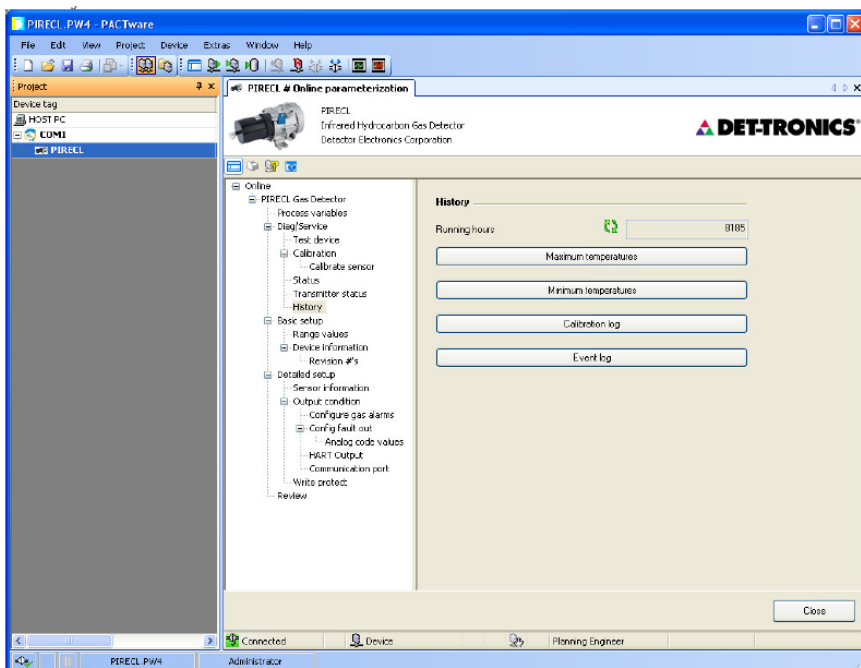 PIRECL.PW4 - PACTware
File Edit View Project Device Extras Window Help
Project
Device tag
HOST PC
COM1
PIRECL
PIRECL # Online parameterization
PIRECL
Infrared Hydrocarbon Gas Detector
Detector Electronics Corporation
DET-TRONICS®
Online
PIRECL Gas Detector
Process variables
Diag/Service
Test device
Calibration
Calibrate sensor
Status
Transmitter status
History
Basic setup
Range values
Device information
Revision #'s
Detailed setup
Sensor information
Output condition
Configure gas alarms
Config fault out
Analog code values
HART Output
Communication port
Write protect
Review
History
Running hours 8185
Maximum temperatures
Minimum temperatures
Calibration log
Event log
Close
Connected Device Planning Engineer
PIRECL.PW4 Administrator